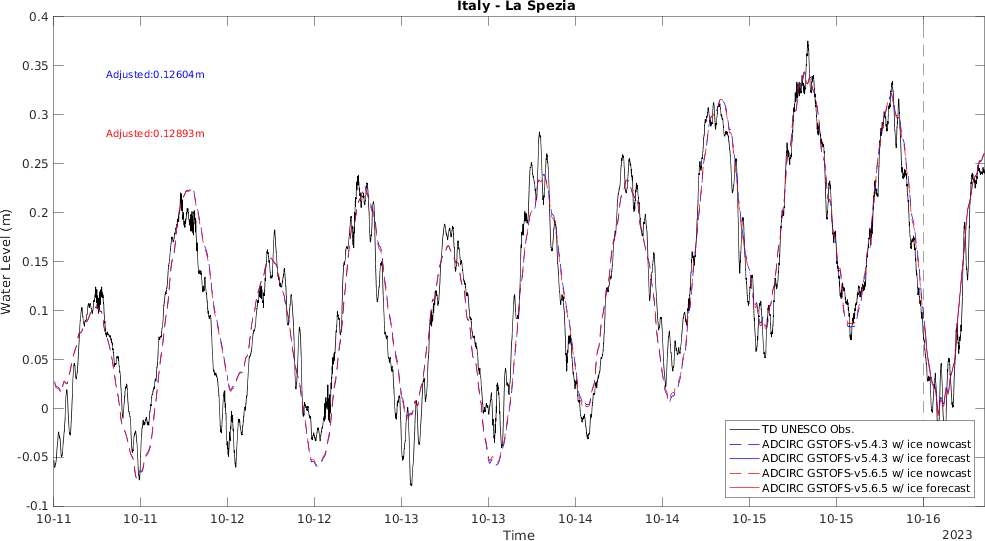 Italy - La Spezia
0.4
0.35
0.3
0.25
0.2
0.15
0.1
0.05
0
-0.05
-0.1
Water Level (m)
Adjusted:0.12604m
Adjusted:0.12893m
TD UNESCO Obs.
ADCIRC GSTOFS-v5.4.3 w/ ice nowcast
ADCIRC GSTOFS-v5.4.3 w/ ice forecast
ADCIRC GSTOFS-v5.6.5 w/ ice nowcast
ADCIRC GSTOFS-v5.6.5 w/ ice forecast
10-11 10-11 10-12 10-12 10-13 10-13 10-14 10-14 10-15 10-15 10-16
Time
2023